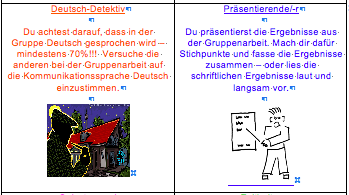 Deutsch-Detektiv
Du achtest darauf, dass in der
Gruppe Deutsch gesprochen wird –
mindestens 70%!!! Versuche die
anderen bei der Gruppenarbeit auf
die Kommunikationssprache Deutsch
einzustimmen.
Präsentierende/-r
Du präsentierst die Ergebnisse aus
der Gruppenarbeit. Mach dir dafür
Stichpunkte und fasse die Ergebnisse
zusammen – oder lies die
schriftlichen Ergebnisse laut und
langsam vor.